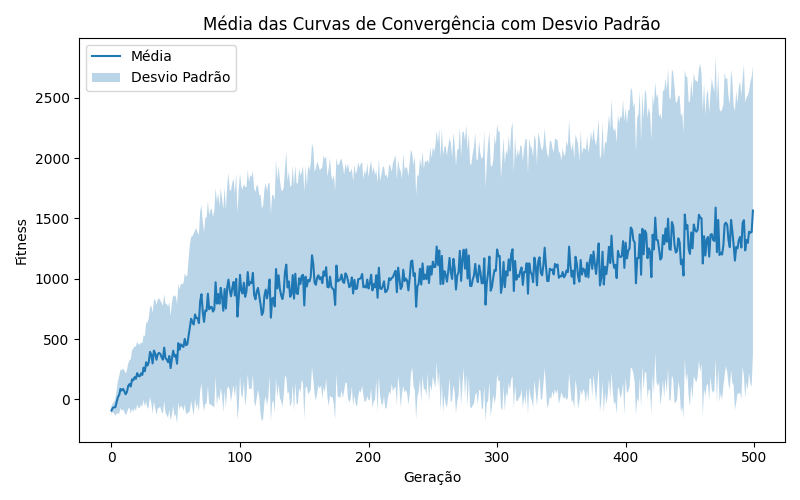 Média das Curvas de Convergência com Desvio Padrão
Média
Desvio Padrão
Fitness
2500
2000
1500
1000
500
0
0 100 200 300 400 500
Geração